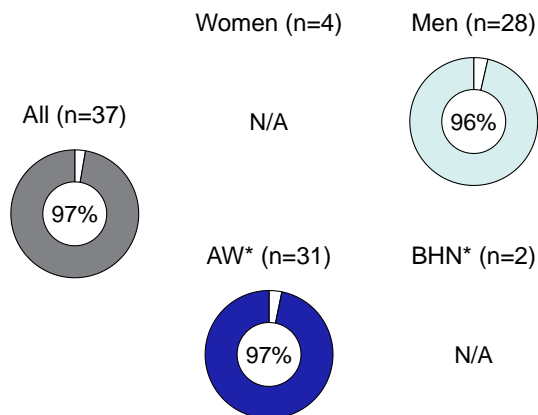 Women (n=4)
Men (n=28)
N/A
96%
All (n=37)
97%
AW* (n=31)
BHN* (n=2)
97%
N/A